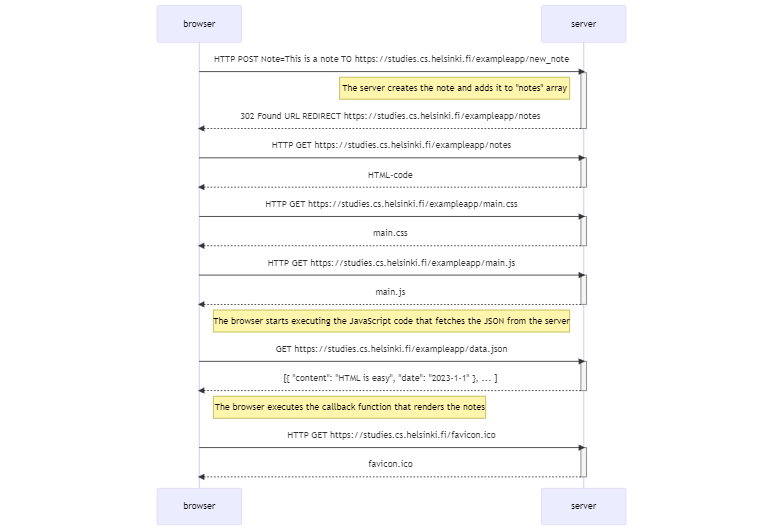 browser
server
HTTP POST Note=This is a note TO https://studies.cs.helsinki.fi/exampleapp/new_note
The server creates the note and adds it to "notes" array
302 Found URL REDIRECT https://studies.cs.helsinki.fi/exampleapp/notes
HTTP GET https://studies.cs.helsinki.fi/exampleapp/notes
HTML-code
HTTP GET https://studies.cs.helsinki.fi/exampleapp/main.css
main.css
HTTP GET https://studies.cs.helsinki.fi/exampleapp/main.js
main.js
The browser starts executing the JavaScript code that fetches the JSON from the server
GET https://studies.cs.helsinki.fi/exampleapp/data.json
[{ "content": "HTML is easy", "date": "2023-1-1" }, ... ]
The browser executes the callback function that renders the notes
HTTP GET https://studies.cs.helsinki.fi/favicon.ico
favicon.ico
browser
server